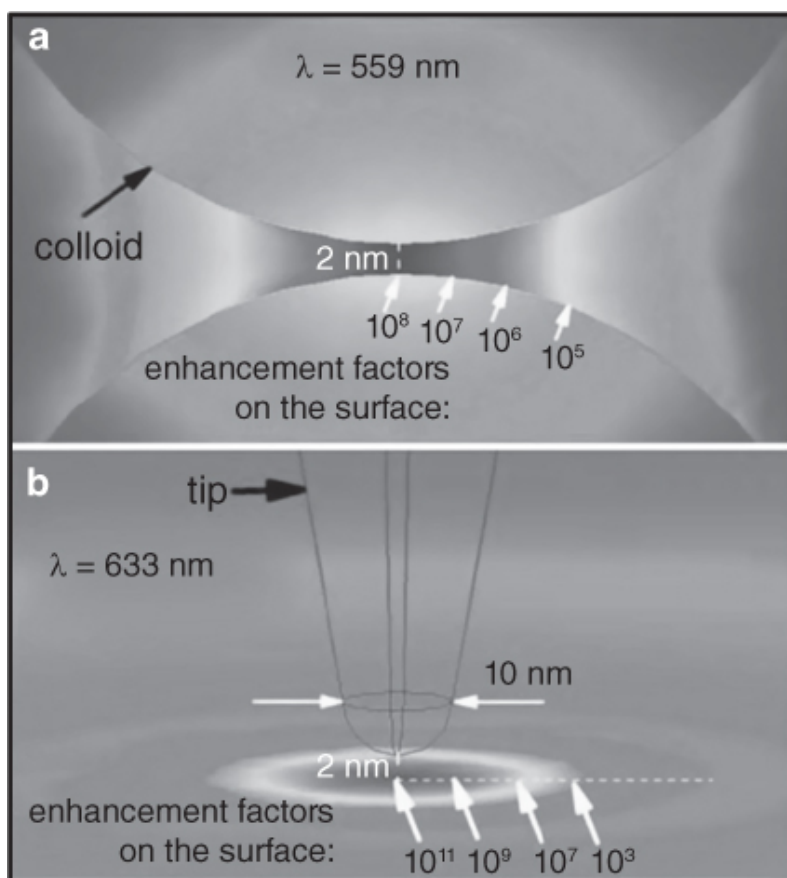 a
λ = 559 nm
colloid
2 nm
10⁸ 10⁷ 10⁶ 10⁵
enhancement factors
on the surface:
b
tip
λ = 633 nm
10 nm
2 nm
enhancement factors
on the surface:
10¹¹ 10⁹ 10⁷ 10³